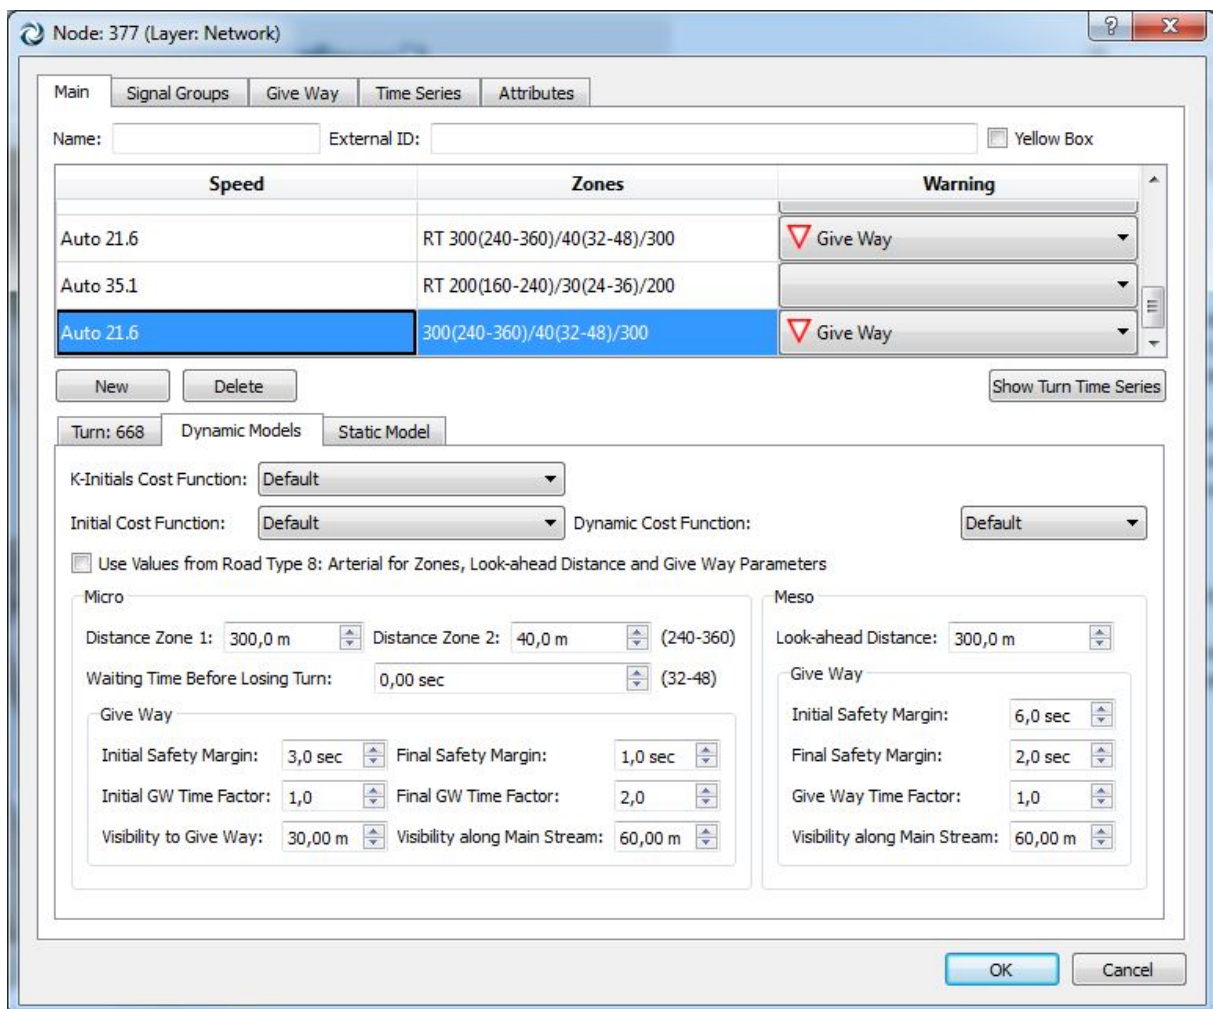 Node: 377 (Layer: Network)
Main Signal Groups Give Way Time Series Attributes
Name: External ID: Yellow Box
Speed Zones Warning
Auto 21.6 RT 300(240-360)/40(32-48)/300 Give Way
Auto 35.1 RT 200(160-240)/30(24-36)/200
Auto 21.6 300(240-360)/40(32-48)/300 Give Way
New Delete Show Turn Time Series
Turn: 668 Dynamic Models Static Model
K-Initials Cost Function: Default
Initial Cost Function: Default Dynamic Cost Function: Default
Use Values from Road Type 8: Arterial for Zones, Look-ahead Distance and Give Way Parameters
Micro Meso
Distance Zone 1: 300,0 m Distance Zone 2: 40,0 m (240-360) Look-ahead Distance: 300,0 m
Waiting Time Before Losing Turn: 0,00 sec (32-48) Give Way
Give Way Initial Safety Margin: 6,0 sec
Initial Safety Margin: 3,0 sec Final Safety Margin: 1,0 sec Final Safety Margin: 2,0 sec
Initial GW Time Factor: 1,0 Final GW Time Factor: 2,0 Give Way Time Factor: 1,0
Visibility to Give Way: 30,00 m Visibility along Main Stream: 60,00 m Visibility along Main Stream: 60,00 m
OK Cancel